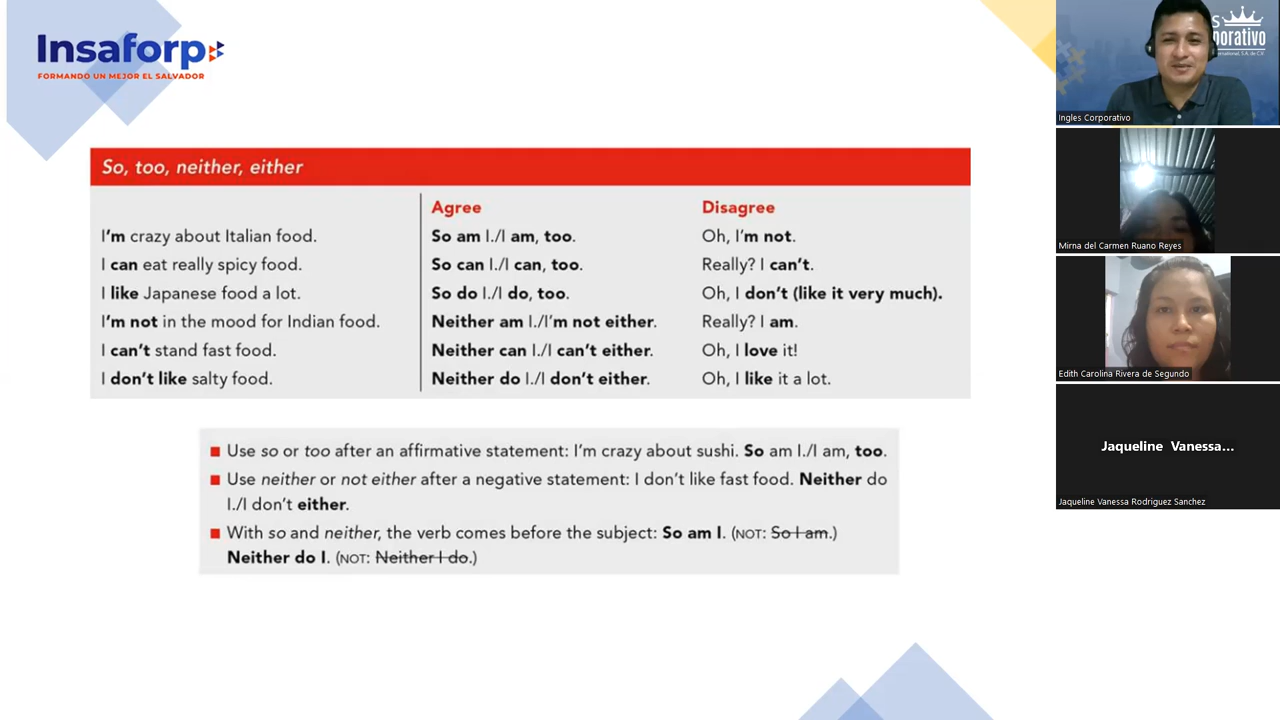 Insaforp
FORMANDO UN MEJOR EL SALVADOR
So, too, neither, either
Agree Disagree
I'm crazy about Italian food. So am I./I am, too. Oh, I'm not.
I can eat really spicy food. So can I./I can, too. Really? I can't.
I like Japanese food a lot. So do I./I do, too. Oh, I don't (like it very much).
I'm not in the mood for Indian food. Neither am I./I'm not either. Really? I am.
I can't stand fast food. Neither can I./I can't either. Oh, I love it!
I don't like salty food. Neither do I./I don't either. Oh, I like it a lot.
Use so or too after an affirmative statement: I'm crazy about sushi. So am I./I am, too.
Use neither or not either after a negative statement: I don't like fast food. Neither do
I./I don't either.
With so and neither, the verb comes before the subject: So am I. (NOT: So I am.)
Neither do I. (NOT: Neither I do.)
Ingles Corporativo
Mirna del Carmen Ruano Reyes
Edith Carolina Rivera de Segundo
Jaqueline Vanessa...
Jaqueline Vanessa Rodriguez Sanchez